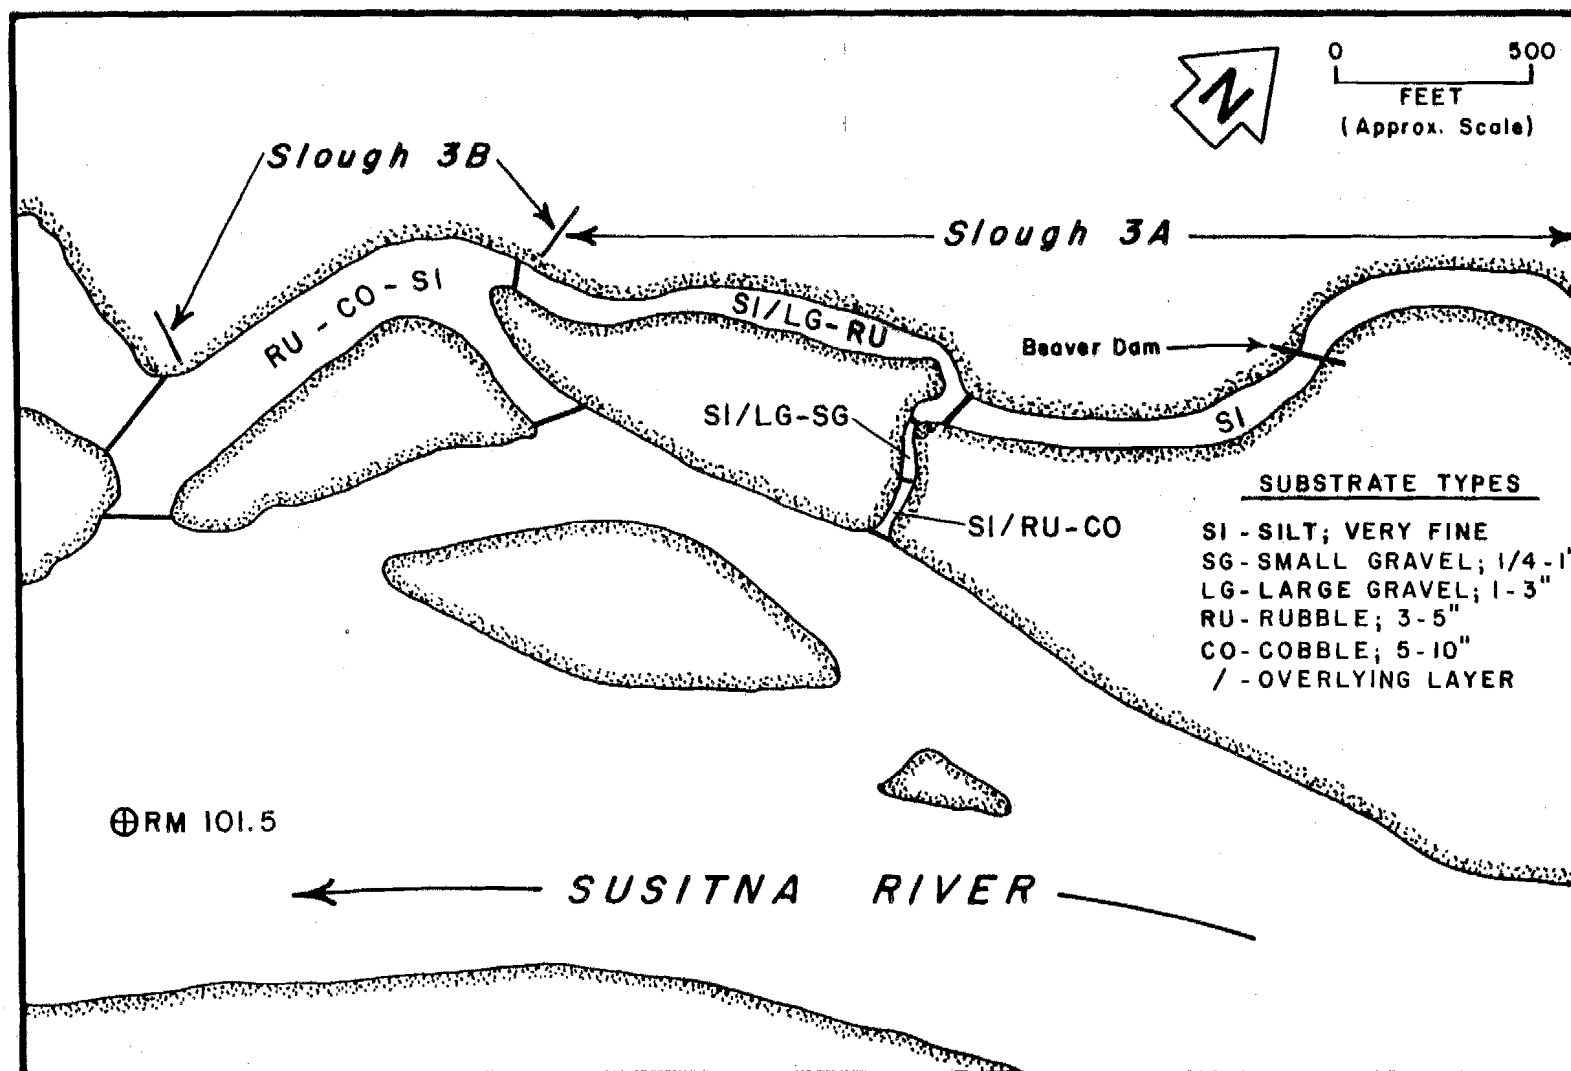 N
0 500
FEET
(Approx. Scale)
Slough 3B
Slough 3A
RU - CO - SI
SI/LG-RU
Beaver Dam
SI/LG-SG
SI
SI/RU-CO
SUBSTRATE TYPES
SI - SILT; VERY FINE
SG - SMALL GRAVEL; 1/4 - 1"
LG - LARGE GRAVEL; 1 - 3"
RU - RUBBLE; 3 - 5"
CO - COBBLE; 5 - 10"
/ - OVERLYING LAYER
RM 101.5
SUSITNA RIVER